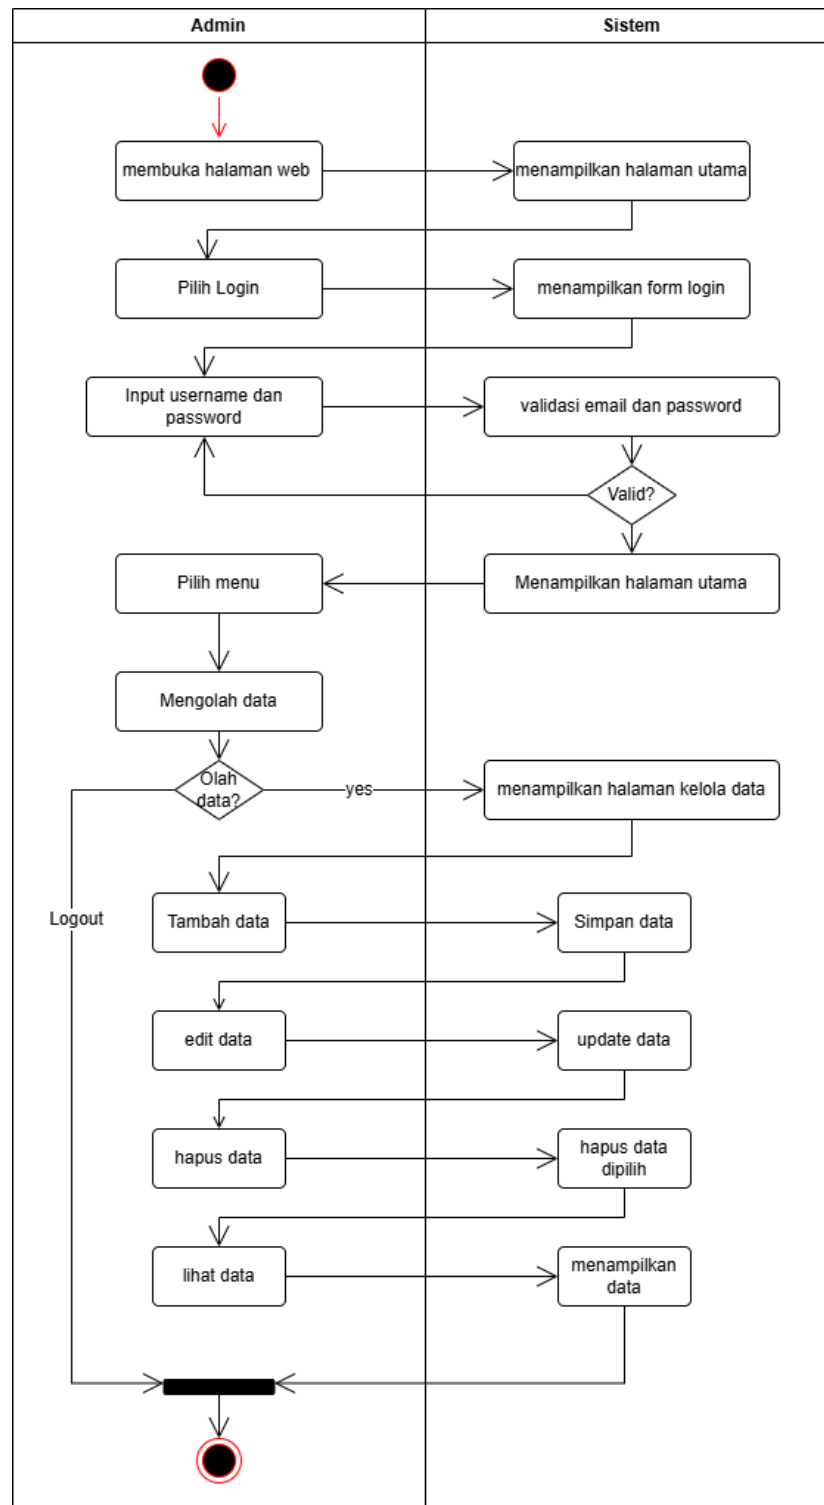 Admin
Sistem
membuka halaman web
menampilkan halaman utama
Pilih Login
menampilkan form login
Input username dan
password
validasi email dan password
Valid?
Pilih menu
Menampilkan halaman utama
Mengolah data
Olah
data?
yes
menampilkan halaman kelola data
Logout
Tambah data
Simpan data
edit data
update data
hapus data
hapus data
dipilih
lihat data
menampilkan
data